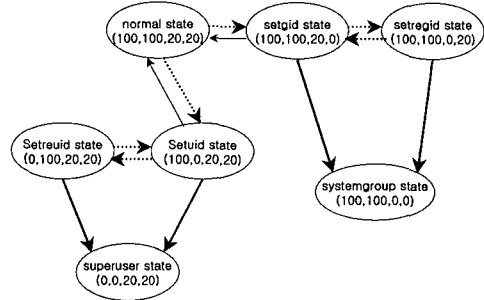 normal state
(100,100,20,20)
setgid state
(100,100,20,0)
setregid state
(100,100,0,20)
Setreuid state
(0,100,20,20)
Setuid state
(100,0,20,20)
systemgroup state
(100,100,0,0)
superuser state
(0,0,20,20)